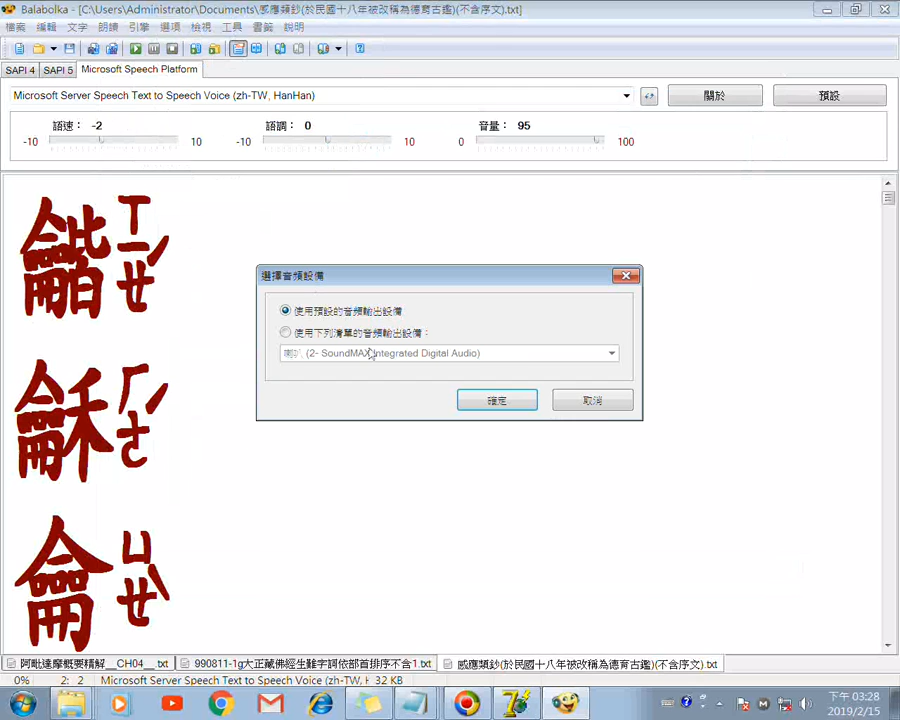 Balabolka - [C:\Users\Administrator\Documents\感應類鈔(於民國十八年被改稱為德育古鑑)(不含序文).txt]
檔案 編輯 文字 朗讀 引擎 選項 檢視 工具 書籤 說明
SAPI 4 SAPI 5 Microsoft Speech Platform
Microsoft Server Speech Text to Speech Voice (zh-TW, HanHan) 關於 預設
語速： -2 語調： 0 音量： 95
-10 10 -10 10 0 100
龤 ㄒㄧㄝˊ
選擇音頻設備
使用預設的音頻輸出設備
使用下列清單的音頻輸出設備：
喇叭 (2- SoundMAX Integrated Digital Audio)
確定 取消
龢 ㄏㄜˊ
龠 ㄩㄝˋ
阿毗達摩概要精解__CH04__.txt 990811-1g大正藏佛經生難字詞依部首排序不含1.txt 感應類鈔(於民國十八年被改稱為德育古鑑)(不含序文).txt
0% 2: 2 Microsoft Server Speech Text to Speech Voice (zh-TW, H 32 KB
下午 03:28
2019/2/15